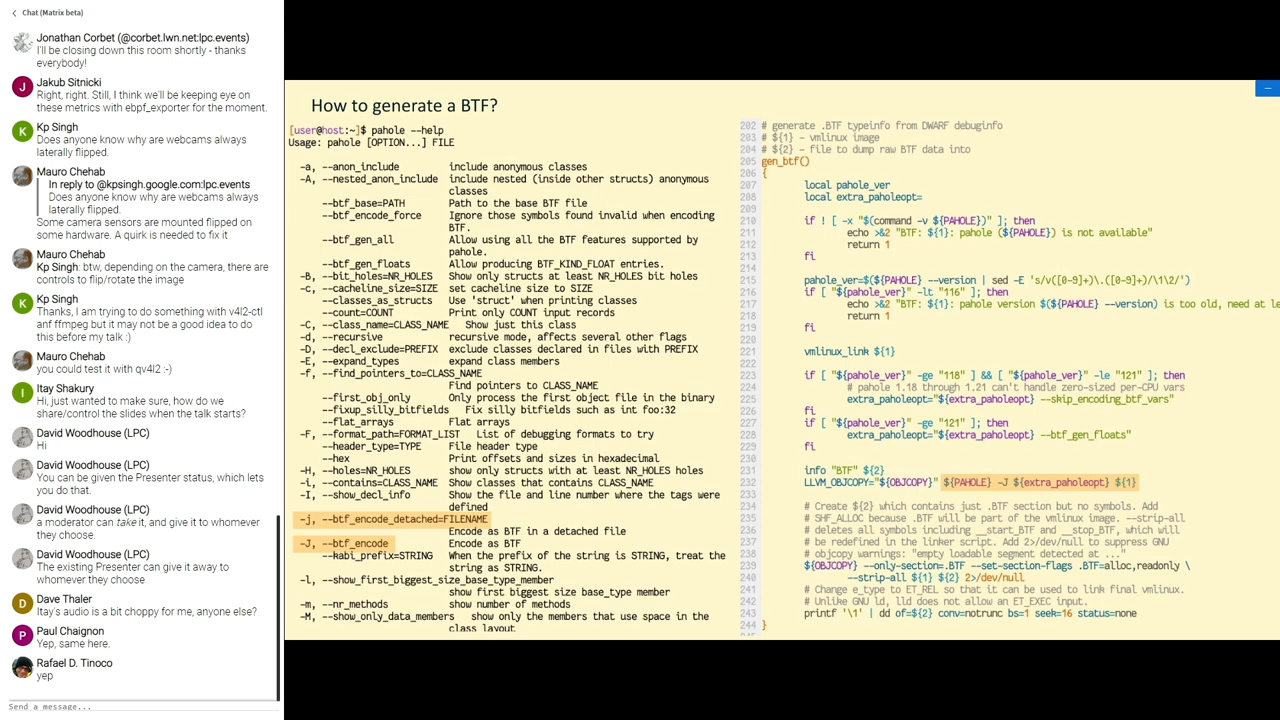 Chat (Matrix beta)
Jonathan Corbet (@corbet.lwn.net:lpc.events)
I'll be closing down this room shortly - thanks
everybody!
Jakub Sitnicki
Right, right. Still, I think we'll be keeping eye on
these metrics with ebpf_exporter for the moment.
Kp Singh
Does anyone know why are webcams always
laterally flipped.
Mauro Chehab
In reply to @kpsingh.google.com:lpc.events
Does anyone know why are webcams always
laterally flipped.
Some camera sensors are mounted flipped on
some hardware. A quirk is needed to fix it
Mauro Chehab
Kp Singh: btw, depending on the camera, there are
controls to flip/rotate the image
Kp Singh
Thanks, I am trying to do something with v4l2-ctl
anf ffmpeg but it may not be a good idea to do
this before my talk :)
Mauro Chehab
you could test it with qv4l2 :-)
Itay Shakury
Hi, just wanted to make sure, how do we
share/control the slides when the talk starts?
David Woodhouse (LPC)
Hi
David Woodhouse (LPC)
You can be given the Presenter status, which lets
you do that.
David Woodhouse (LPC)
a moderator can take it, and give it to whomever
they choose.
David Woodhouse (LPC)
The existing Presenter can give it away to
whomever they choose
Dave Thaler
Itay's audio is a bit choppy for me, anyone else?
Paul Chaignon
Yep, same here.
Rafael D. Tinoco
yep
Send a message...
How to generate a BTF?
[user@host:~]$ pahole --help
Usage: pahole [OPTION...] FILE
-a, --anon_include include anonymous classes
-A, --nested_anon_include include nested (inside other structs) anonymous
classes
--btf_base=PATH Path to the base BTF file
--btf_encode_force Ignore those symbols found invalid when encoding
BTF.
--btf_gen_all Allow using all the BTF features supported by
pahole.
--btf_gen_floats Allow producing BTF_KIND_FLOAT entries.
-B, --bit_holes=NR_HOLES Show only structs at least NR_HOLES bit holes
-c, --cacheline_size=SIZE set cacheline size to SIZE
--classes_as_structs Use 'struct' when printing classes
--count=COUNT Print only COUNT input records
-C, --class_name=CLASS_NAME Show just this class
-d, --recursive recursive mode, affects several other flags
-D, --decl_exclude=PREFIX exclude classes declared in files with PREFIX
-E, --expand_types expand class members
-f, --find_pointers_to=CLASS_NAME
Find pointers to CLASS_NAME
--first_obj_only Only process the first object file in the binary
--fixup_silly_bitfields Fix silly bitfields such as int foo:32
--flat_arrays Flat arrays
-F, --format_path=FORMAT_LIST List of debugging formats to try
--header_type=TYPE File header type
--hex Print offsets and sizes in hexadecimal
-H, --holes=NR_HOLES show only structs with at least NR_HOLES holes
-i, --contains=CLASS_NAME Show classes that contains CLASS_NAME
-I, --show_decl_info Show the file and line number where the tags were
defined
-j, --btf_encode_detached=FILENAME
Encode as BTF in a detached file
-J, --btf_encode Encode as BTF
--kabi_prefix=STRING When the prefix of the string is STRING, treat the
string as STRING.
-l, --show_first_biggest_size_base_type_member
show first biggest size base_type member
-m, --nr_methods show number of methods
-M, --show_only_data_members show only the members that use space in the
class layout
202 # generate .BTF typeinfo from DWARF debuginfo
203 # ${1} - vmlinux image
204 # ${2} - file to dump raw BTF data into
205 gen_btf()
206 {
207 local pahole_ver
208 local extra_paholeopt=
209
210 if ! [ -x "$(command -v ${PAHOLE})" ]; then
211 echo >&2 "BTF: ${1}: pahole (${PAHOLE}) is not available"
212 return 1
213 fi
214
215 pahole_ver=$(${PAHOLE} --version | sed -E 's/v([0-9]+)\.([0-9]+)/\1\2/')
216 if [ "${pahole_ver}" -lt "116" ]; then
217 echo >&2 "BTF: ${1}: pahole version $(${PAHOLE} --version) is too old, need at le
218 return 1
219 fi
220
221 vmlinux_link ${1}
222
223 if [ "${pahole_ver}" -ge "118" ] && [ "${pahole_ver}" -le "121" ]; then
224 # pahole 1.18 through 1.21 can't handle zero-sized per-CPU vars
225 extra_paholeopt="${extra_paholeopt} --skip_encoding_btf_vars"
226 fi
227 if [ "${pahole_ver}" -ge "121" ]; then
228 extra_paholeopt="${extra_paholeopt} --btf_gen_floats"
229 fi
230
231 info "BTF" ${2}
232 LLVM_OBJCOPY="${OBJCOPY}" ${PAHOLE} -J ${extra_paholeopt} ${1}
233
234 # Create ${2} which contains just .BTF section but no symbols. Add
235 # SHF_ALLOC because .BTF will be part of the vmlinux image. --strip-all
236 # deletes all symbols including __start_BTF and __stop_BTF, which will
237 # be redefined in the linker script. Add 2>/dev/null to suppress GNU
238 # objcopy warnings: "empty loadable segment detected at ..."
239 ${OBJCOPY} --only-section=.BTF --set-section-flags .BTF=alloc,readonly \
240 --strip-all ${1} ${2} 2>/dev/null
241 # Change e_type to ET_REL so that it can be used to link final vmlinux.
242 # Unlike GNU ld, lld does not allow an ET_EXEC input.
243 printf '\1' | dd of=${2} conv=notrunc bs=1 seek=16 status=none
244 }